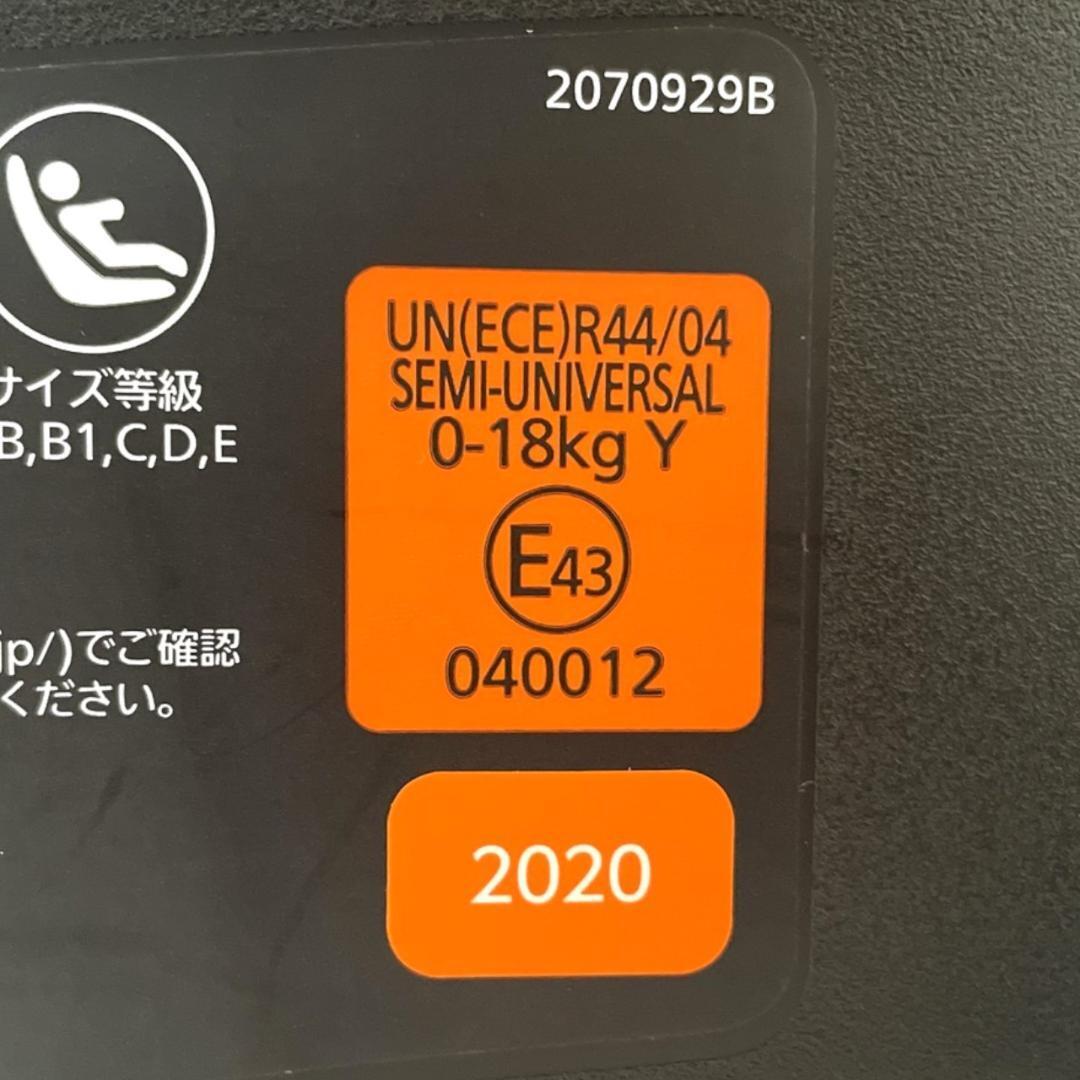 2070929B
サイズ等級
B,B1,C,D,E
UN(ECE)R44/04
SEMI-UNIVERSAL
0-18kg Y
E43
040012
jp/)でご確認
ください。
2020